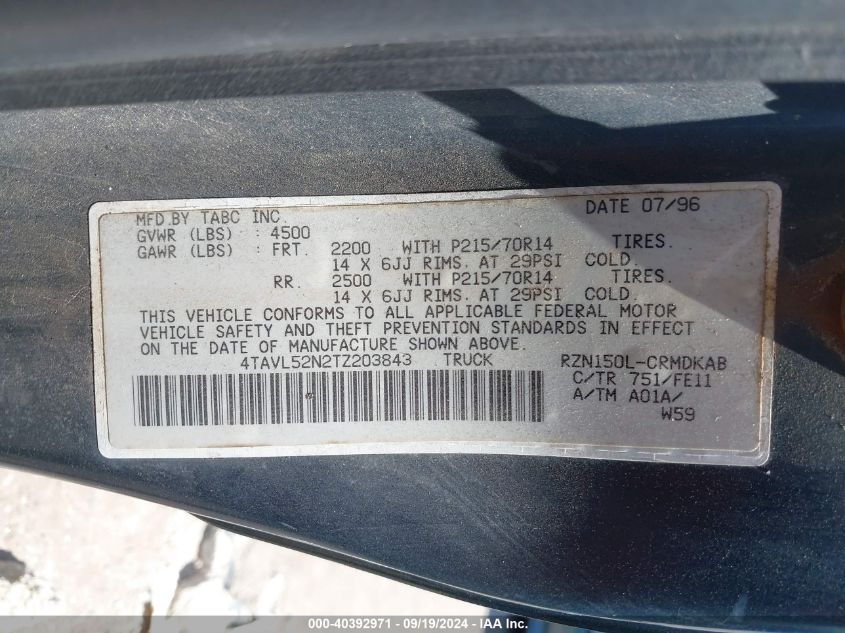 MFD.BY TABC INC. DATE 07/96
GVWR (LBS) : 4500
GAWR (LBS) : FRT. 2200 WITH P215/70R14 TIRES.
14 X 6JJ RIMS. AT 29PSI COLD.
RR. 2500 WITH P215/70R14 TIRES.
14 X 6JJ RIMS. AT 29PSI COLD.
THIS VEHICLE CONFORMS TO ALL APPLICABLE FEDERAL MOTOR
VEHICLE SAFETY AND THEFT PREVENTION STANDARDS IN EFFECT
ON THE DATE OF MANUFACTURE SHOWN ABOVE.
4TAVL52N2TZ203843 TRUCK RZN150L-CRMDKAB
C/TR 751/FE11
A/TM A01A/
W59
000-40392971 - 09/19/2024 - IAA Inc.